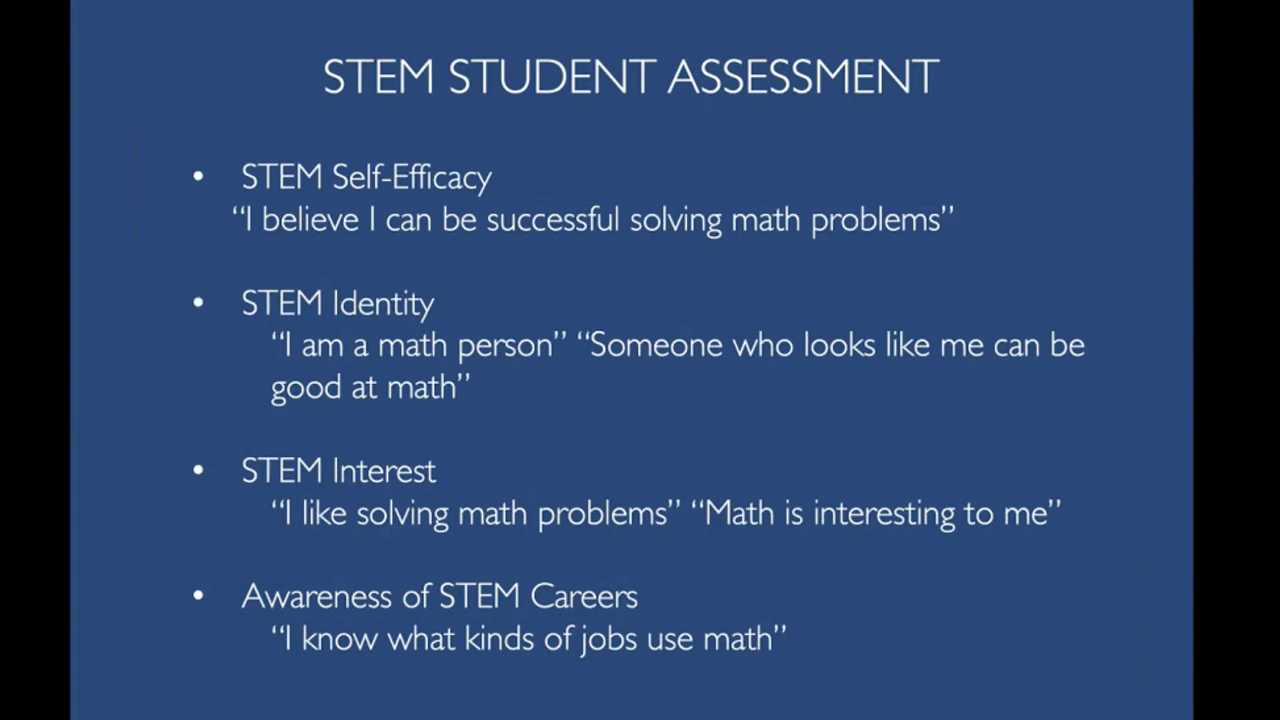 STEM STUDENT ASSESSMENT
• STEM Self-Efficacy
“I believe I can be successful solving math problems”
• STEM Identity
“I am a math person” “Someone who looks like me can be
good at math”
• STEM Interest
“I like solving math problems” “Math is interesting to me”
• Awareness of STEM Careers
“I know what kinds of jobs use math”